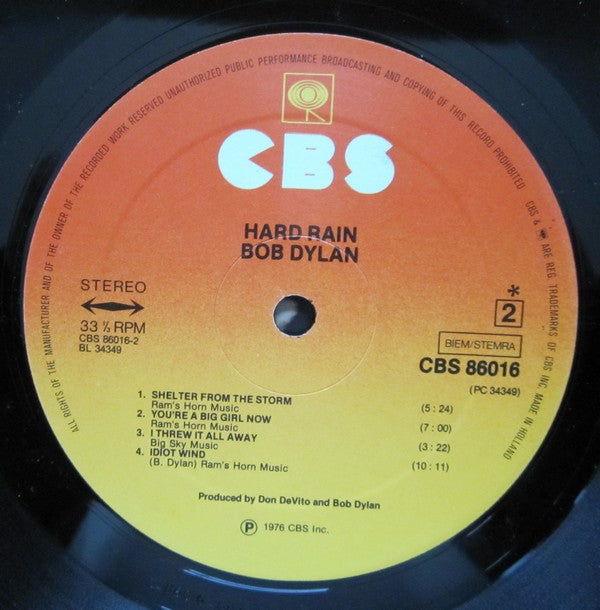 ALL RIGHTS OF THE MANUFACTURER AND OF THE OWNER OF THE RECORDED WORK RESERVED UNAUTHORIZED PUBLIC PERFORMANCE BROADCASTING AND COPYING OF THIS RECORD PROHIBITED
CBS & ARE REG. TRADEMARKS OF CBS INC. MADE IN HOLLAND
CBS
HARD RAIN
BOB DYLAN
STEREO
33 ⅓ RPM
CBS 86016-2
BL 34349
*
2
BIEM/STEMRA
CBS 86016
(PC 34349)
1. SHELTER FROM THE STORM
Ram's Horn Music (5 : 24)
2. YOU'RE A BIG GIRL NOW
Ram's Horn Music (7 : 00)
3. I THREW IT ALL AWAY
Big Sky Music (3 : 22)
4. IDIOT WIND
(B. Dylan) Ram's Horn Music (10 : 11)
Produced by Don DeVito and Bob Dylan
℗ 1976 CBS Inc.